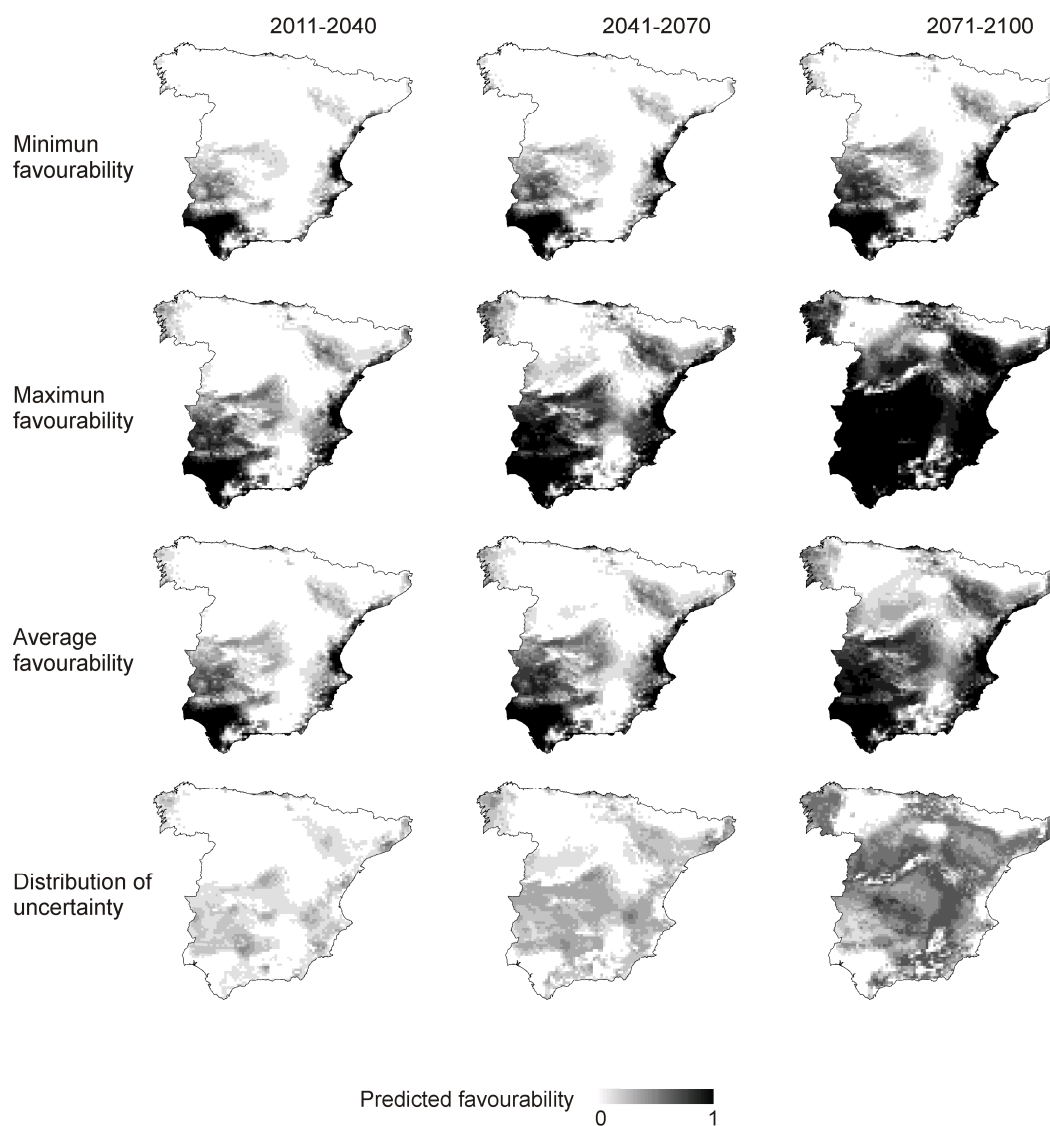 2011-2040 2041-2070 2071-2100
Minimun
favourability
Maximun
favourability
Average
favourability
Distribution of
uncertainty
Predicted favourability
0 1